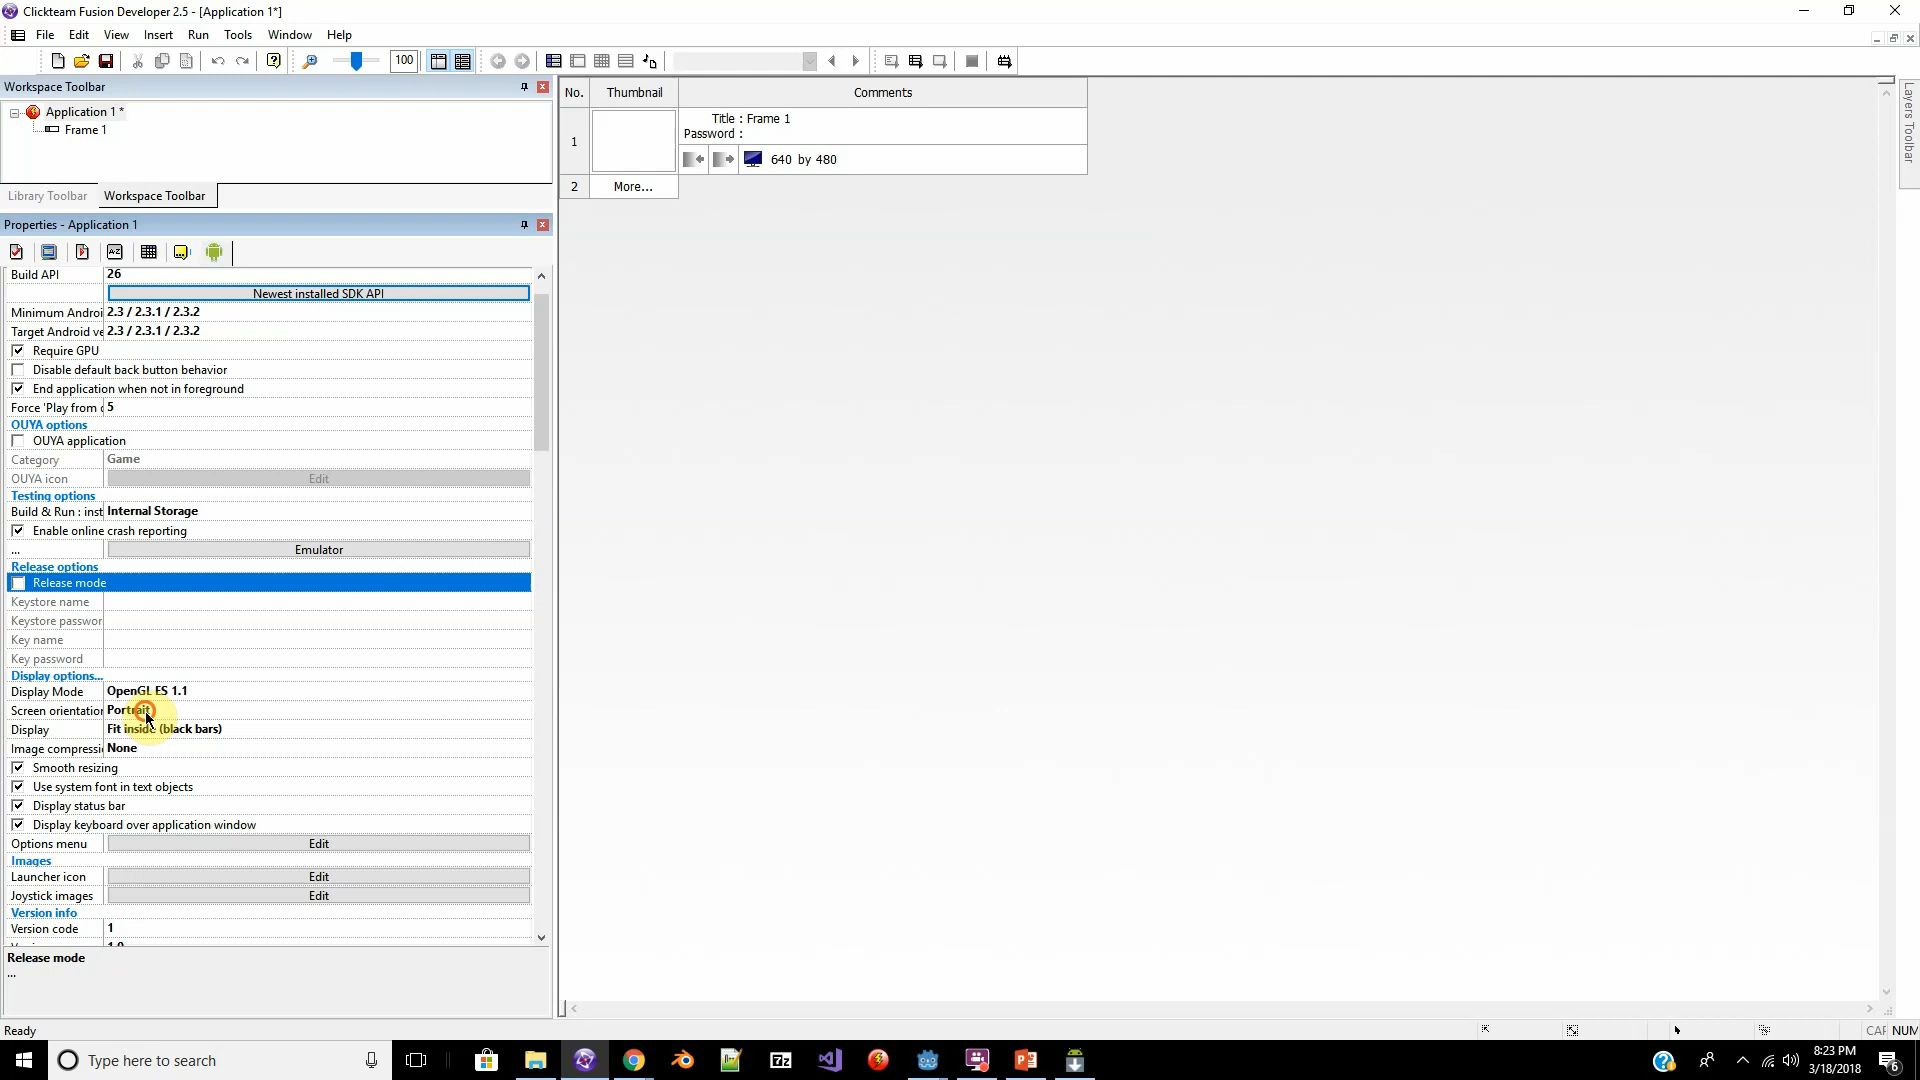 Clickteam Fusion Developer 2.5 - [Application 1*]
File Edit View Insert Run Tools Window Help
100
Workspace Toolbar
Application 1 *
Frame 1
Library Toolbar Workspace Toolbar
Properties - Application 1
Build API 26
Newest installed SDK API
Minimum Androi 2.3 / 2.3.1 / 2.3.2
Target Android ve 2.3 / 2.3.1 / 2.3.2
Require GPU
Disable default back button behavior
End application when not in foreground
Force 'Play from c 5
OUYA options
OUYA application
Category Game
OUYA icon Edit
Testing options
Build & Run : inst Internal Storage
Enable online crash reporting
... Emulator
Release options
Release mode
Keystore name
Keystore passwor
Key name
Key password
Display options...
Display Mode OpenGL ES 1.1
Screen orientation Portrait
Display Fit inside (black bars)
Image compressi None
Smooth resizing
Use system font in text objects
Display status bar
Display keyboard over application window
Options menu Edit
Images
Launcher icon Edit
Joystick images Edit
Version info
Version code 1
Release mode
...
No. Thumbnail Comments
1
Title : Frame 1
Password :
640 by 480
2 More...
Layers Toolbar
Ready
CAP NUM
Type here to search
7z
8:23 PM
3/18/2018
6